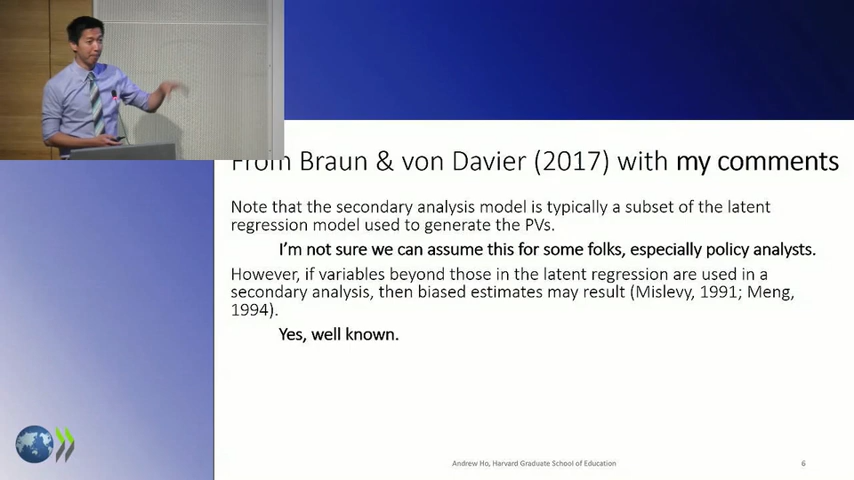 From Braun & von Davier (2017) with my comments
Note that the secondary analysis model is typically a subset of the latent
regression model used to generate the PVs.
I'm not sure we can assume this for some folks, especially policy analysts.
However, if variables beyond those in the latent regression are used in a
secondary analysis, then biased estimates may result (Mislevy, 1991; Meng,
1994).
Yes, well known.
Andrew Ho, Harvard Graduate School of Education
6